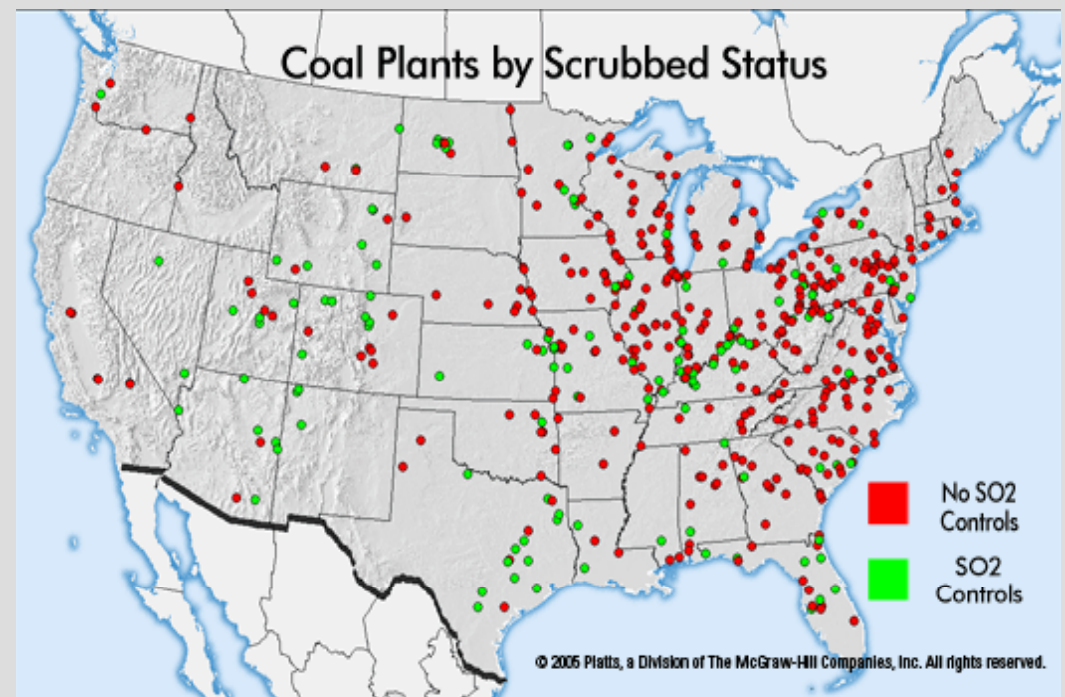 Coal Plants by Scrubbed Status
No SO2
Controls
SO2
Controls
© 2005 Platts, a Division of The McGraw-Hill Companies, Inc. All rights reserved.